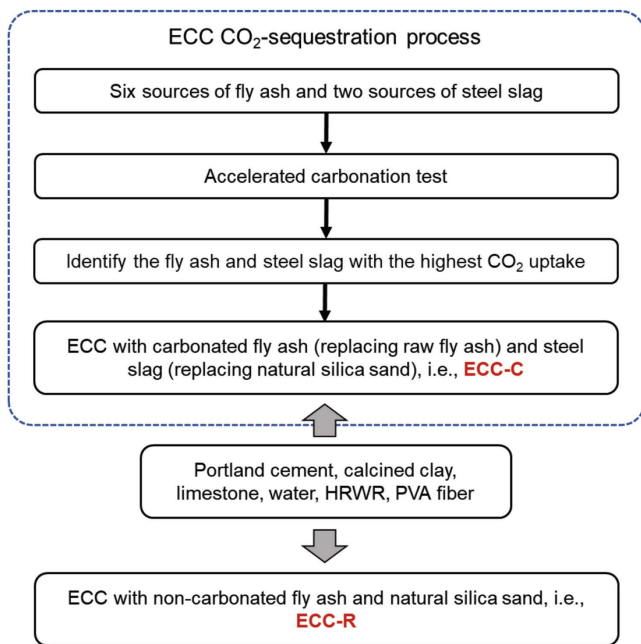 ECC CO₂-sequestration process
Six sources of fly ash and two sources of steel slag
Accelerated carbonation test
Identify the fly ash and steel slag with the highest CO₂ uptake
ECC with carbonated fly ash (replacing raw fly ash) and steel
slag (replacing natural silica sand), i.e., ECC-C
Portland cement, calcined clay,
limestone, water, HRWR, PVA fiber
ECC with non-carbonated fly ash and natural silica sand, i.e.,
ECC-R